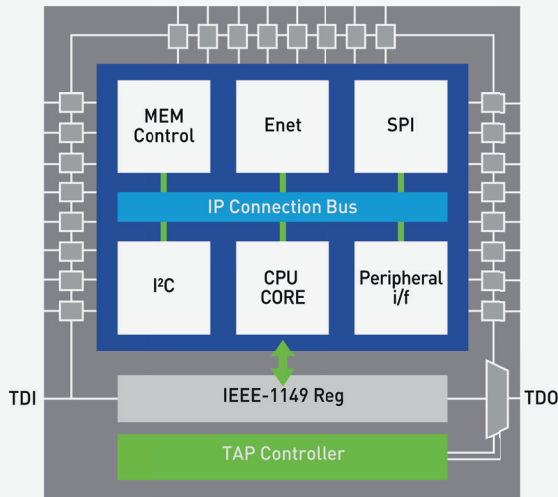 MEM
Control
Enet
SPI
IP Connection Bus
I²C
CPU
CORE
Peripheral
i/f
TDI
IEEE-1149 Reg
TDO
TAP Controller